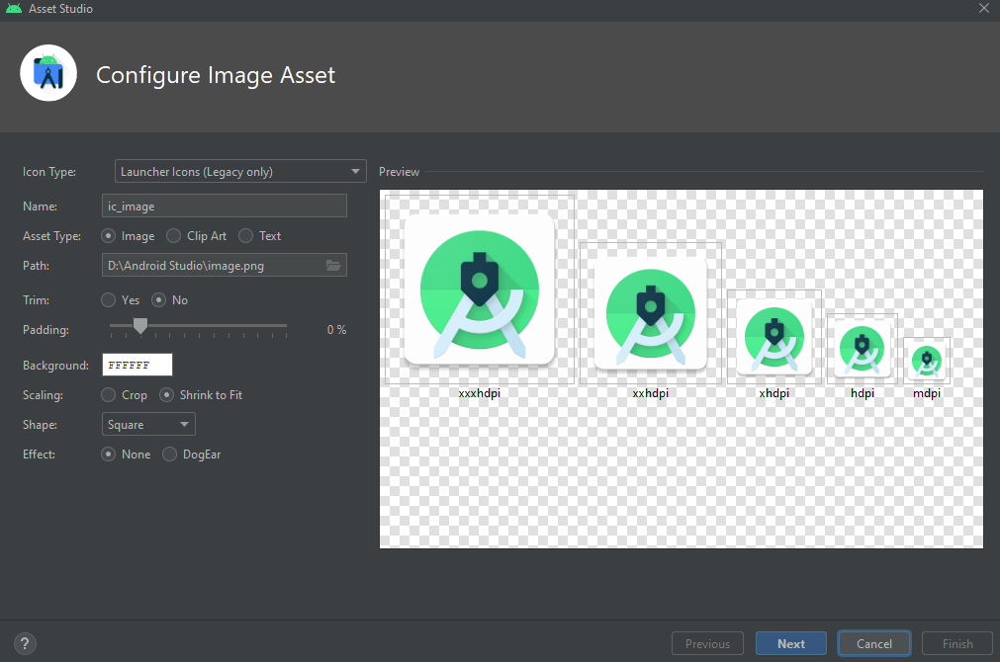 Asset Studio
Configure Image Asset
Icon Type: Launcher Icons (Legacy only)
Name: ic_image
Asset Type: Image Clip Art Text
Path: D:\Android Studio\image.png
Trim: Yes No
Padding: 0 %
Background: FFFFFF
Scaling: Crop Shrink to Fit
Shape: Square
Effect: None DogEar
Preview
xxxhdpi xxhdpi xhdpi hdpi mdpi
? Previous Next Cancel Finish